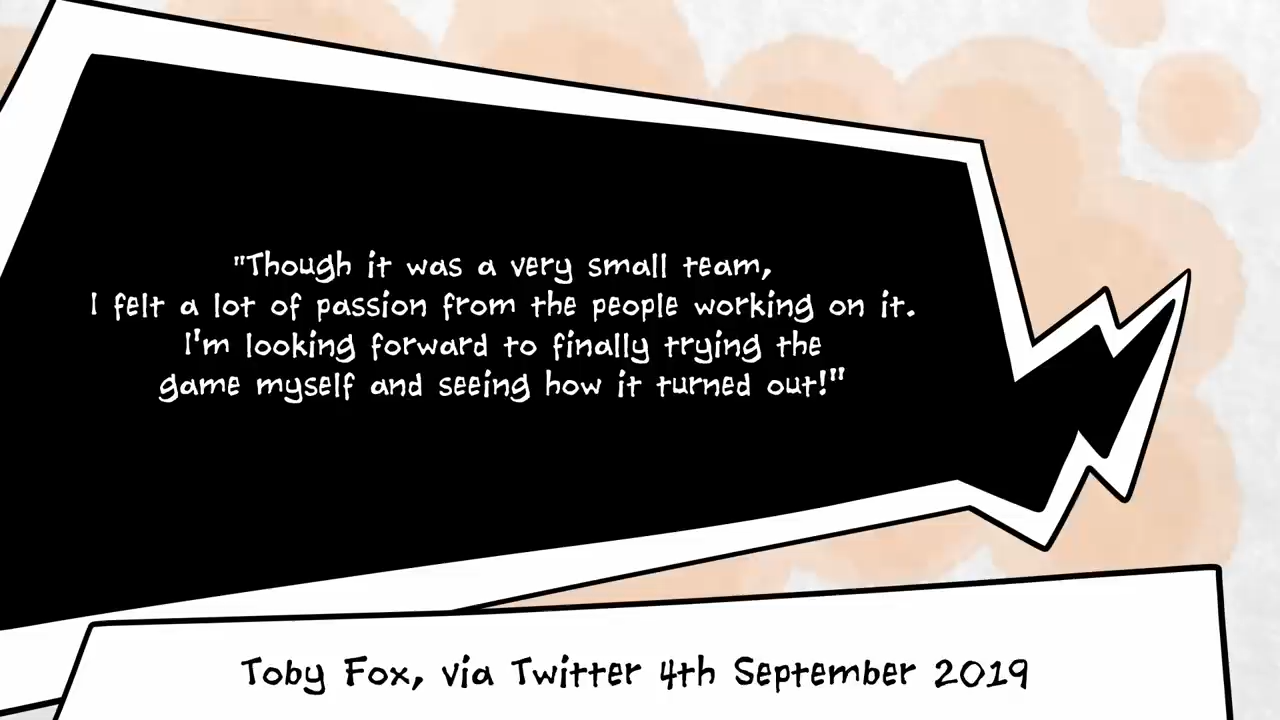 "Though it was a very small team,
I felt a lot of passion from the people working on it.
I'm looking forward to finally trying the
game myself and seeing how it turned out!"
Toby Fox, via Twitter 4th September 2019